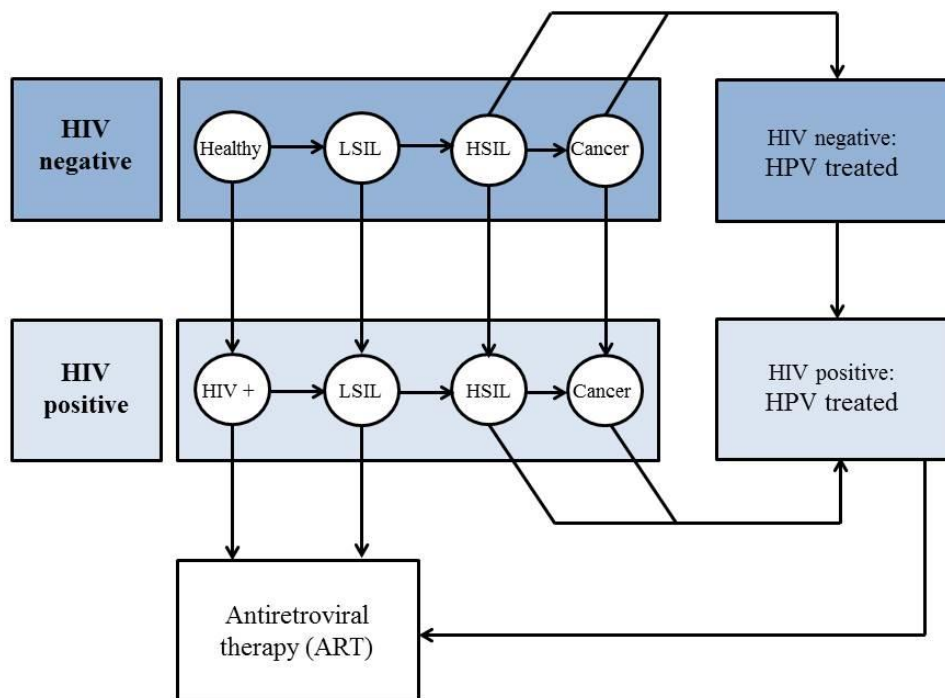 HIV
negative
Healthy
LSIL
HSIL
Cancer
HIV negative:
HPV treated
HIV
positive
HIV +
LSIL
HSIL
Cancer
HIV positive:
HPV treated
Antiretroviral
therapy (ART)